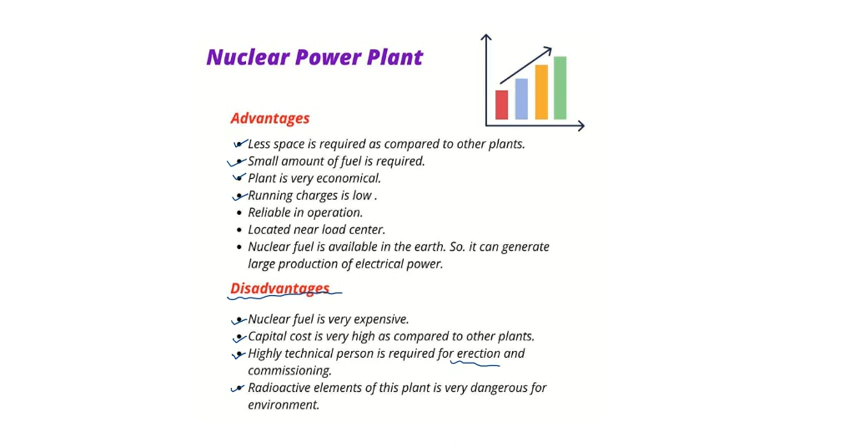 Nuclear Power Plant
Advantages
Less space is required as compared to other plants.
Small amount of fuel is required.
Plant is very economical.
Running charges is low .
Reliable in operation.
Located near load center.
Nuclear fuel is available in the earth. So. it can generate
large production of electrical power.
Disadvantages
Nuclear fuel is very expensive.
Capital cost is very high as compared to other plants.
Highly technical person is required for erection and
commissioning.
Radioactive elements of this plant is very dangerous for
environment.